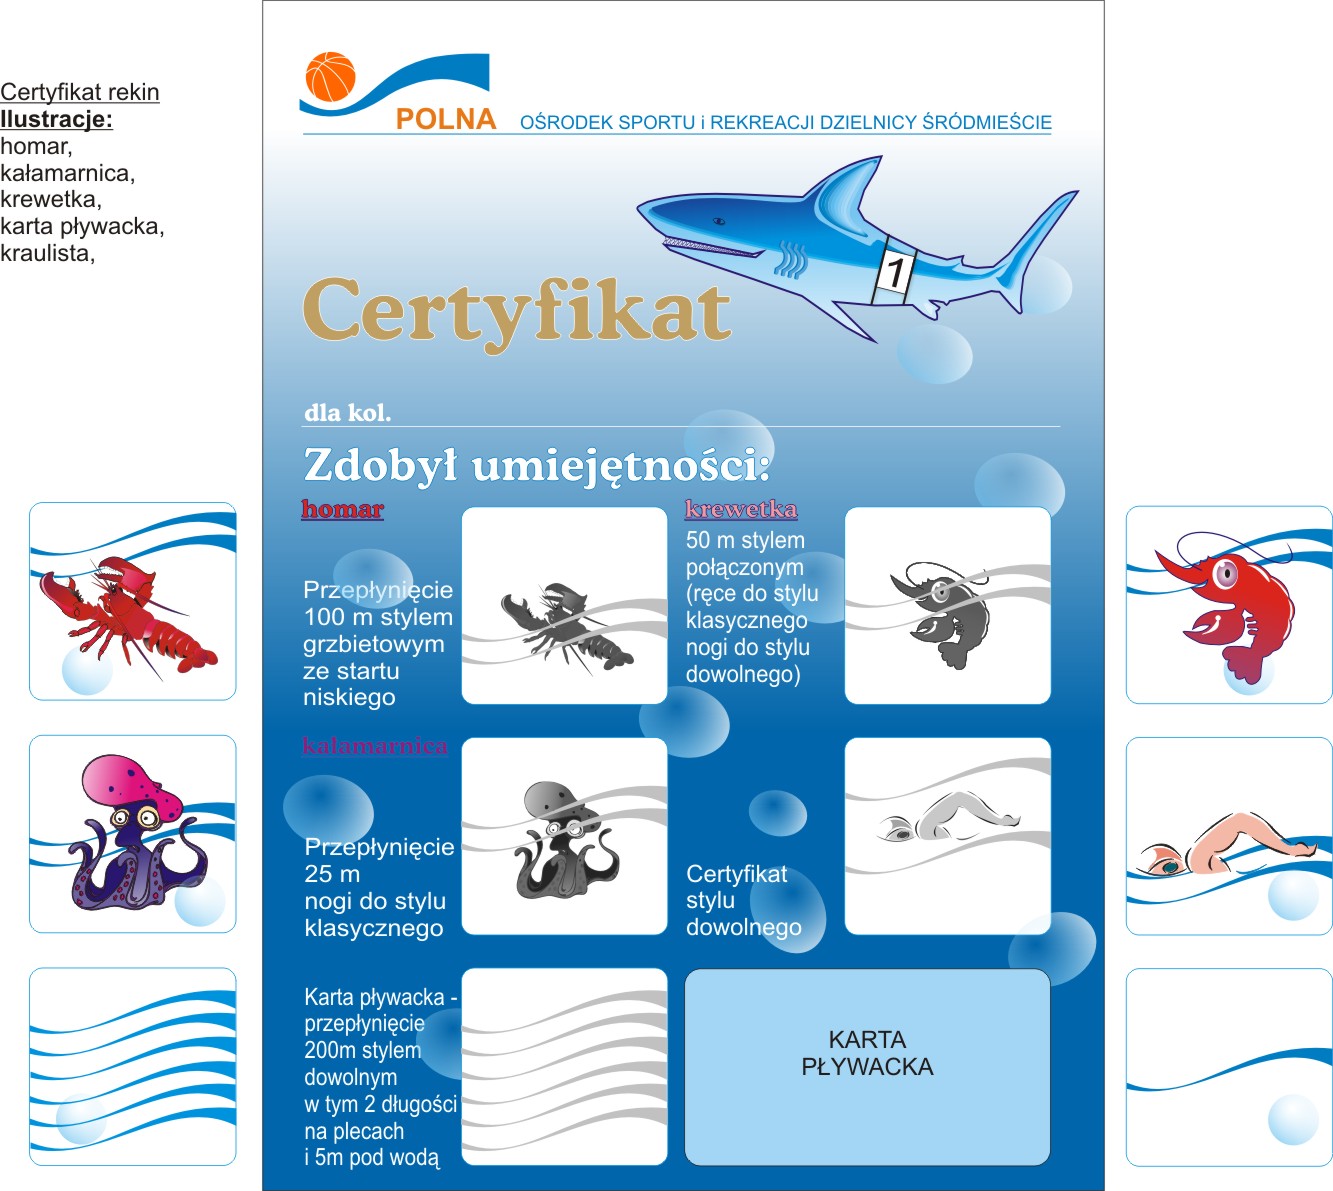 Certyfikat rekin
Ilustracje:
homar,
kałamarnica,
krewetka,
karta pływacka,
kraulista,
POLNA OŚRODEK SPORTU i REKREACJI DZIELNICY ŚRÓDMIEŚCIE
1
Certyfikat
dla kol.
Zdobył umiejętności:
homar
Przepłynięcie
100 m stylem
grzbietowym
ze startu
niskiego
krewetka
50 m stylem
połączonym
(ręce do stylu
klasycznego
nogi do stylu
dowolnego)
kałamarnica
Przepłynięcie
25 m
nogi do stylu
klasycznego
Certyfikat
stylu
dowolnego
Karta pływacka -
przepłynięcie
200m stylem
dowolnym
w tym 2 długości
na plecach
i 5m pod wodą
KARTA
PŁYWACKA